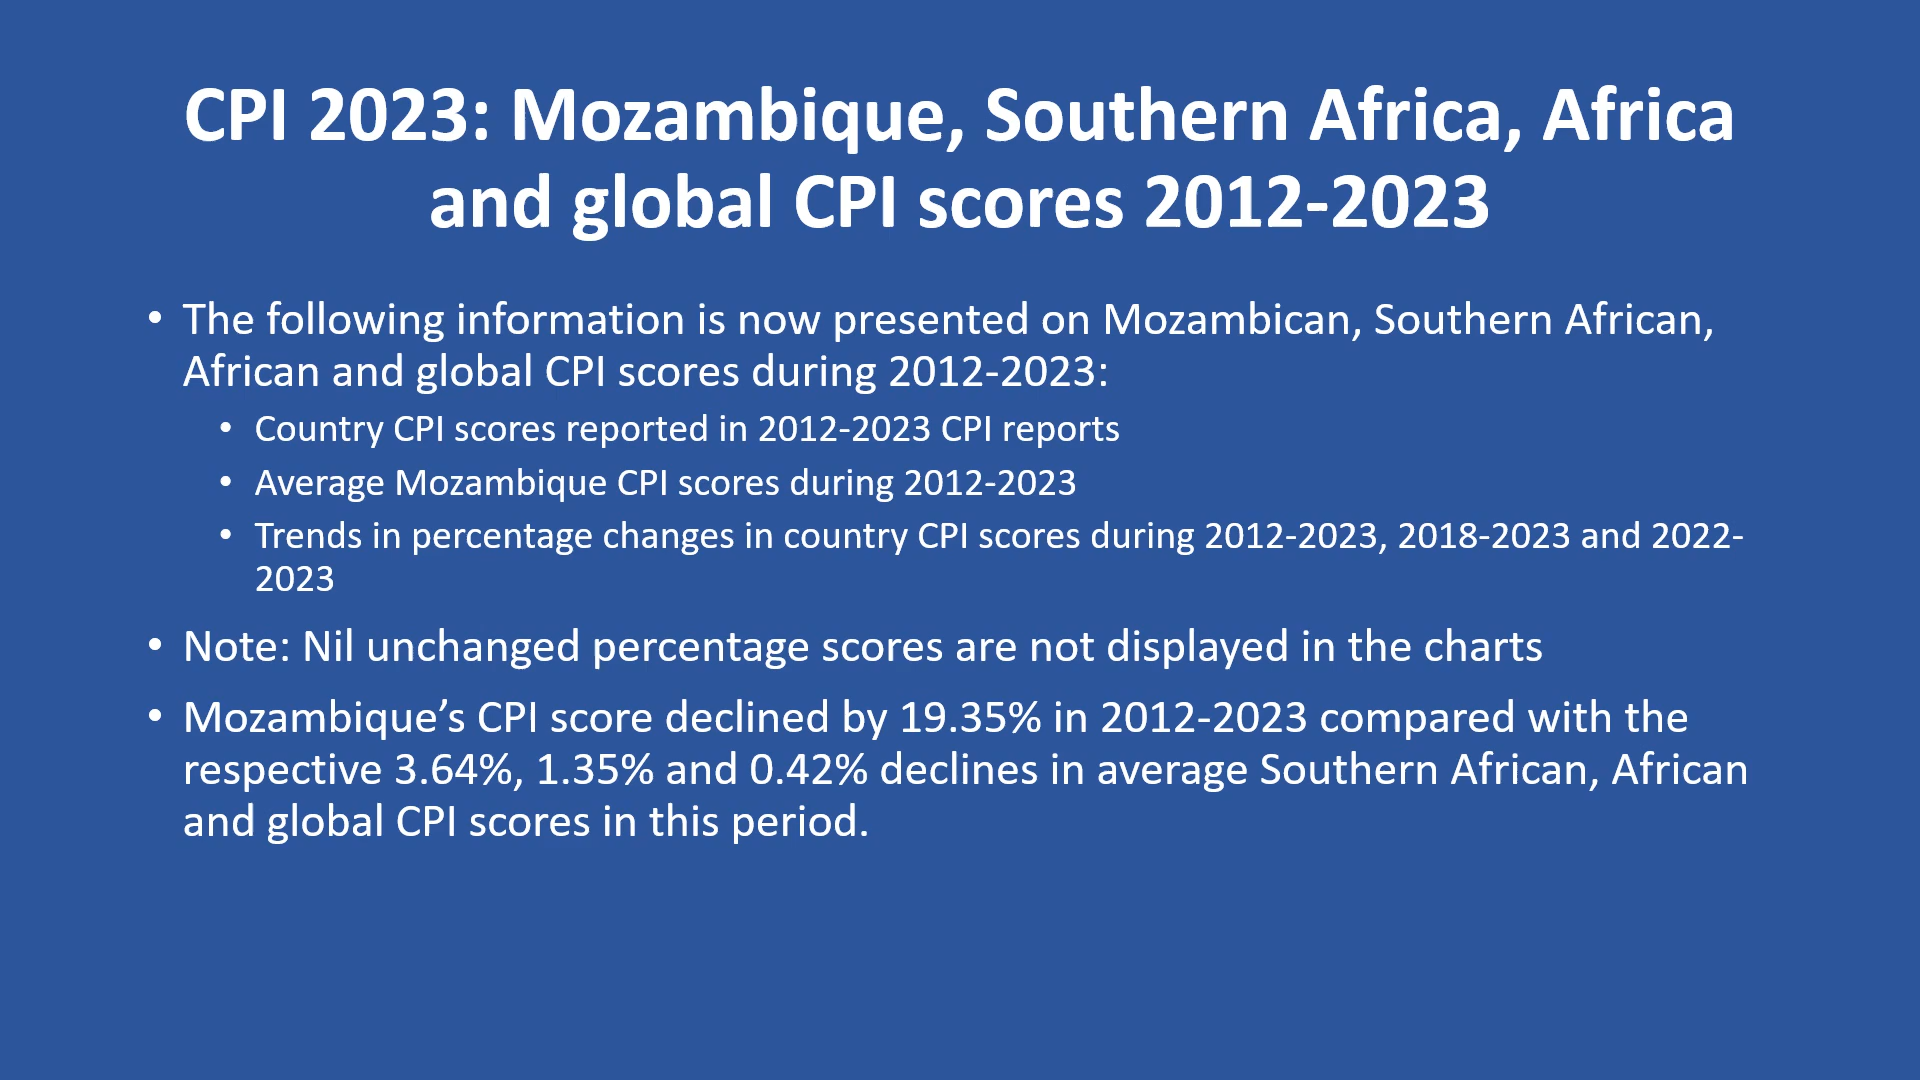 CPI 2023: Mozambique, Southern Africa, Africa
and global CPI scores 2012-2023
• The following information is now presented on Mozambican, Southern African,
African and global CPI scores during 2012-2023:
• Country CPI scores reported in 2012-2023 CPI reports
• Average Mozambique CPI scores during 2012-2023
• Trends in percentage changes in country CPI scores during 2012-2023, 2018-2023 and 2022-
2023
• Note: Nil unchanged percentage scores are not displayed in the charts
• Mozambique’s CPI score declined by 19.35% in 2012-2023 compared with the
respective 3.64%, 1.35% and 0.42% declines in average Southern African, African
and global CPI scores in this period.